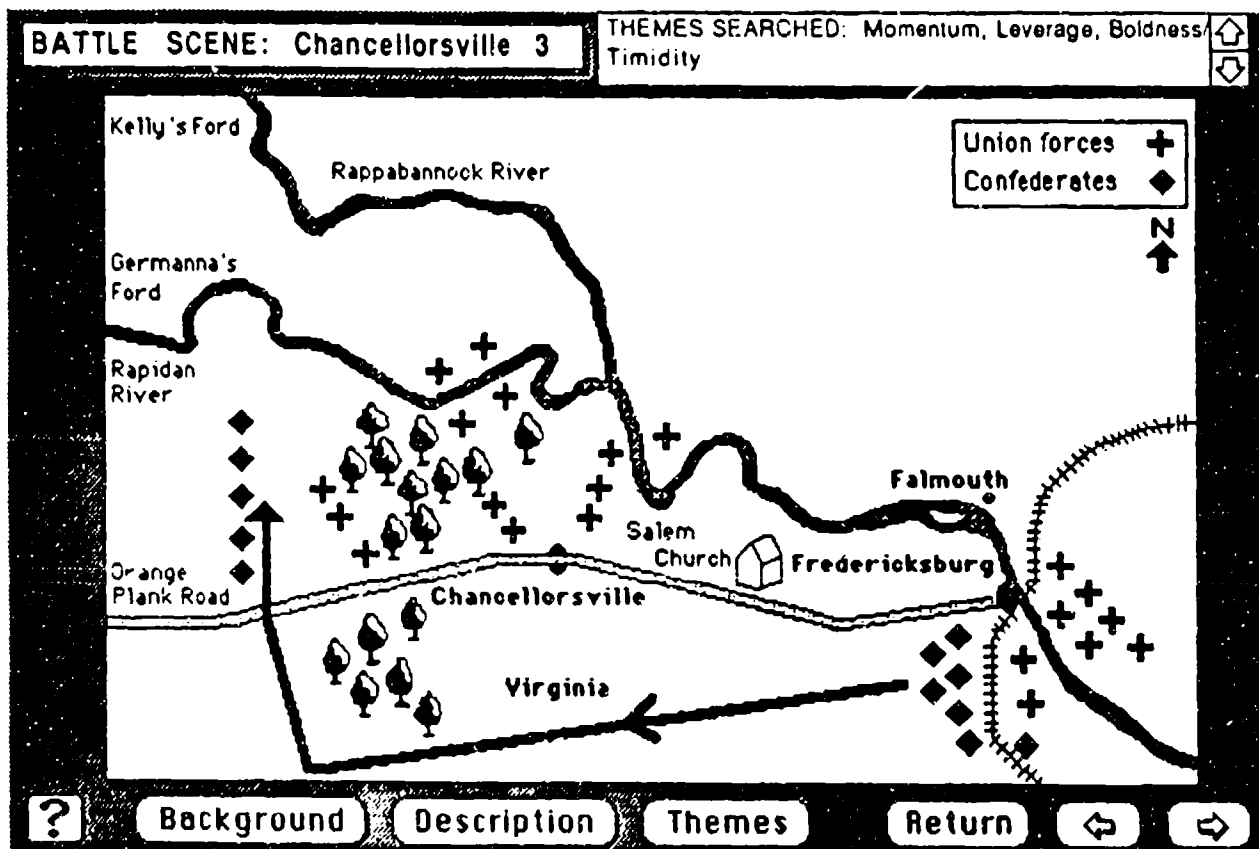 BATTLE SCENE: Chancellorsville 3
THEMES SEARCHED: Momentum, Leverage, Boldness/
Timidity
Kelly's Ford
Rappabannock River
Union forces
Confederates
N
Germanna's
Ford
Rapidan
River
Falmouth
Salem
Church
Fredericksburg
Orange
Plank Road
Chancellorsville
Virginia
?
Background
Description
Themes
Return